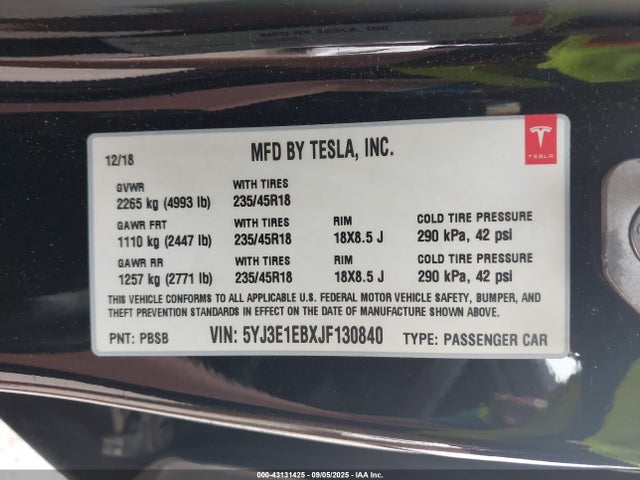 MFD BY TESLA, INC
12/18
MFD BY TESLA, INC.
TESLA
GVWR
WITH TIRES
2265 kg (4993 lb)
235/45R18
GAWR FRT
WITH TIRES
RIM
COLD TIRE PRESSURE
1110 kg (2447 lb)
235/45R18
18X8.5 J
290 kPa, 42 psi
GAWR RR
WITH TIRES
RIM
COLD TIRE PRESSURE
1257 kg (2771 lb)
235/45R18
18X8.5 J
290 kPa, 42 psi
THIS VEHICLE CONFORMS TO ALL APPLICABLE U.S. FEDERAL MOTOR VEHICLE SAFETY, BUMPER, AND
THEFT PREVENTION STANDARDS IN EFFECT ON THE DATE OF MANUFACTURE SHOWN ABOVE.
PNT: PBSB
VIN: 5YJ3E1EBXJF130840
TYPE: PASSENGER CAR
000-43131425 - 09/05/2025 - IAA Inc.